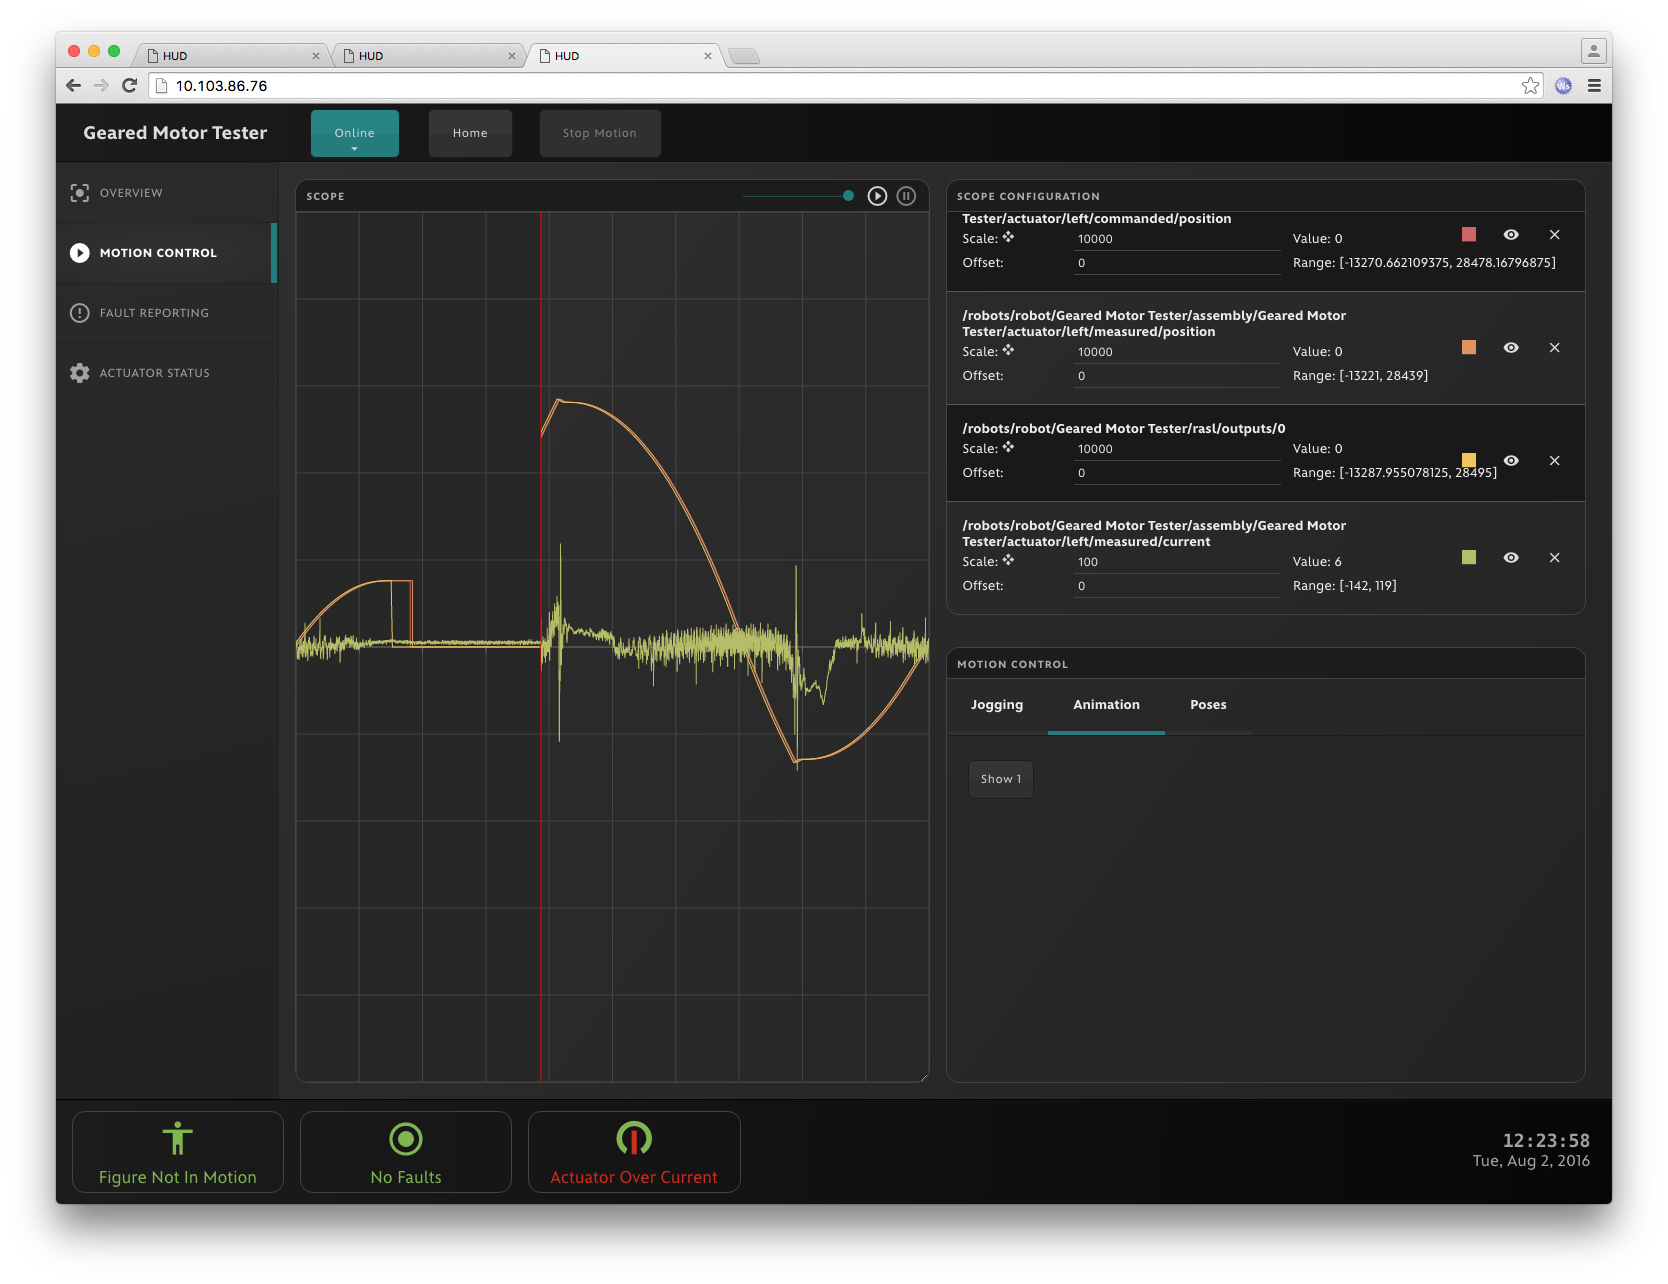 HUD
HUD
HUD
10.103.86.76
Ws
Geared Motor Tester
Online
Home
Stop Motion
OVERVIEW
MOTION CONTROL
FAULT REPORTING
ACTUATOR STATUS
SCOPE
SCOPE CONFIGURATION
Tester/actuator/left/commanded/position
Scale: 10000 Value: 0
Offset: 0 Range: [-13270.662109375, 28478.16796875]
/robots/robot/Geared Motor Tester/assembly/Geared Motor
Tester/actuator/left/measured/position
Scale: 10000 Value: 0
Offset: 0 Range: [-13221, 28439]
/robots/robot/Geared Motor Tester/rasl/outputs/0
Scale: 10000 Value: 0
Offset: 0 Range: [-13287.955078125, 28495]
/robots/robot/Geared Motor Tester/assembly/Geared Motor
Tester/actuator/left/measured/current
Scale: 100 Value: 6
Offset: 0 Range: [-142, 119]
MOTION CONTROL
Jogging Animation Poses
Show 1
Figure Not In Motion
No Faults
Actuator Over Current
12:23:58
Tue, Aug 2, 2016